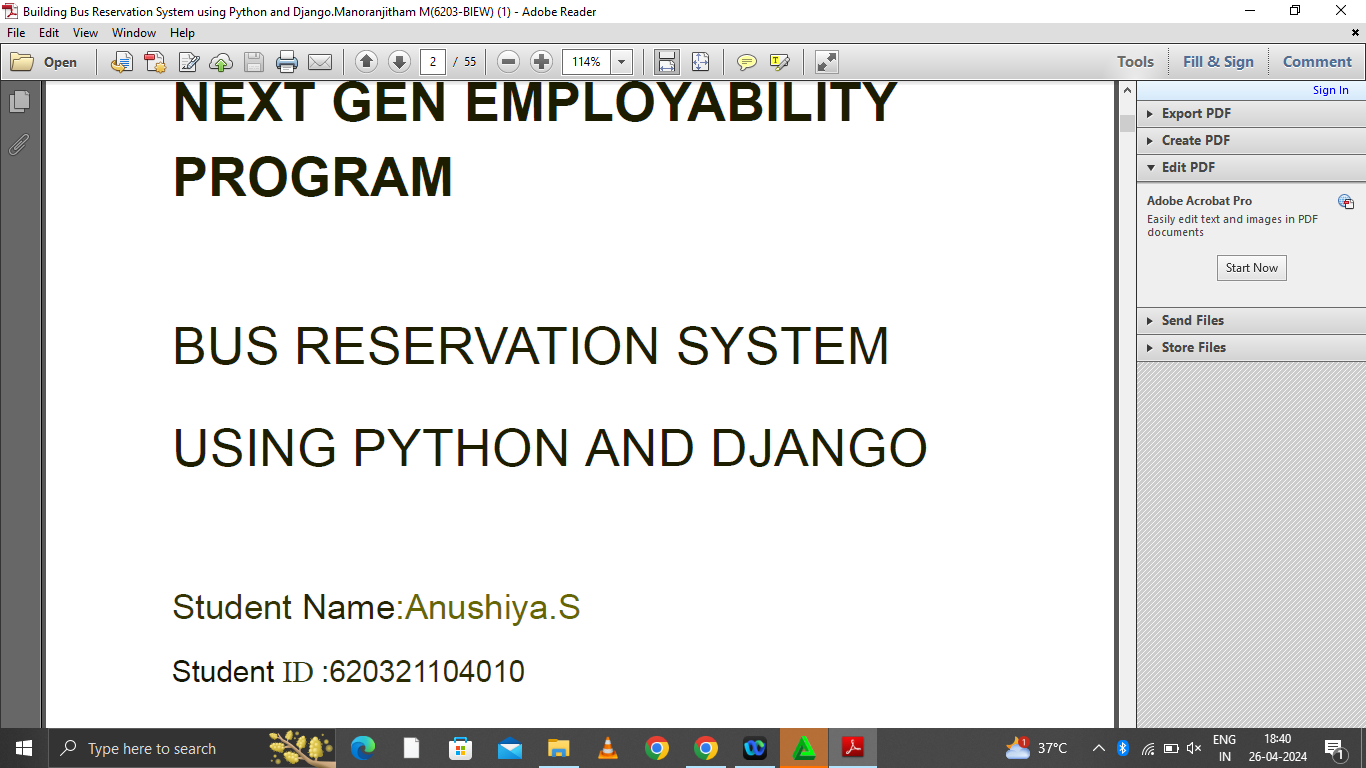 Building Bus Reservation System using Python and Django.Manoranjitham M(6203-BIEW) (1) - Adobe Reader
File Edit View Window Help
Open 2 / 55 114% Tools Fill & Sign Comment
Sign In
Export PDF
Create PDF
Edit PDF
Adobe Acrobat Pro
Easily edit text and images in PDF
documents
Start Now
Send Files
Store Files
NEXT GEN EMPLOYABILITY
PROGRAM
BUS RESERVATION SYSTEM
USING PYTHON AND DJANGO
Student Name:Anushiya.S
Student ID :620321104010
Type here to search
37°C
ENG
IN
18:40
26-04-2024
1
1